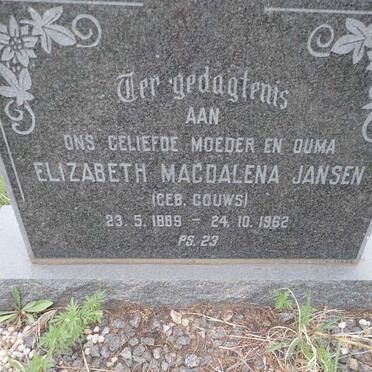 Ter gedagtenis
AAN
ONS GELIEFDE MOEDER EN OUMA
ELIZABETH MAGDALENA JANSEN
(GEB. GOUWS)
23. 5. 1889 – 24. 10. 1962
PS. 23